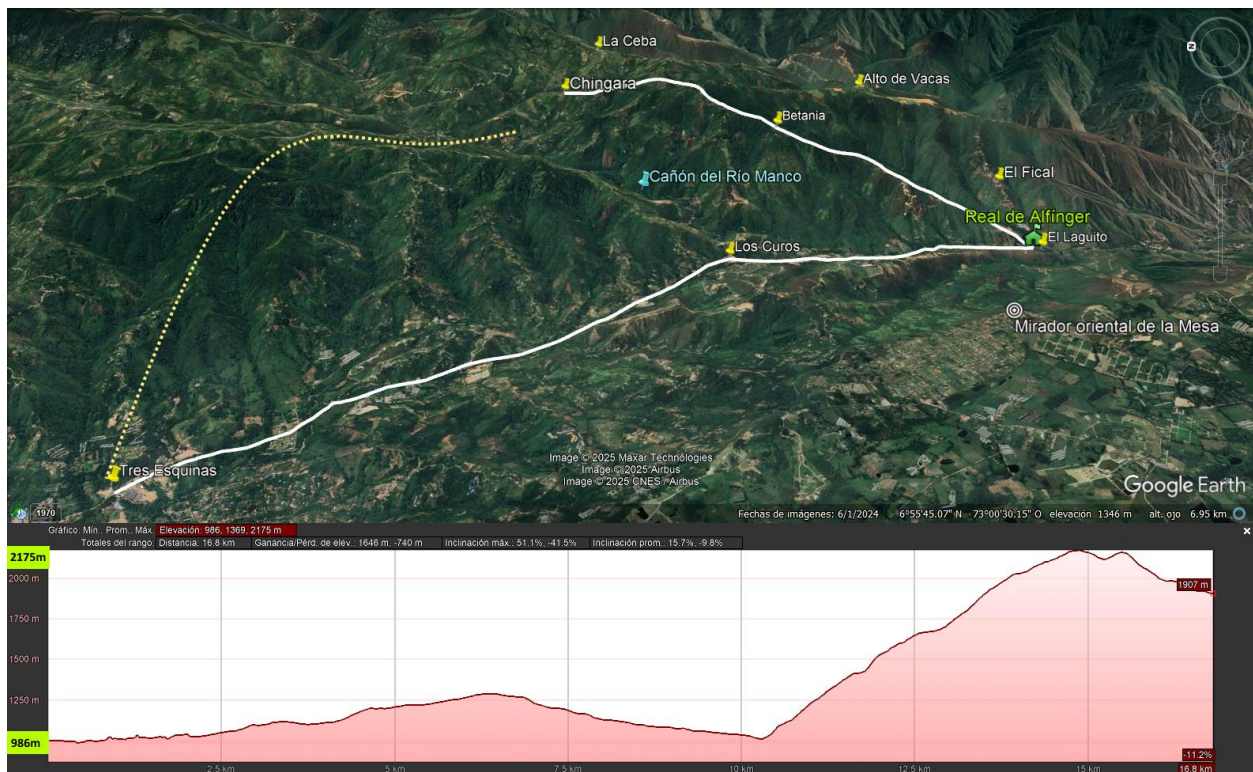 La Ceba
Chingara
Alto de Vacas
Betania
Cañón del Río Manco
El Fical
Real de Alfínger
El Laguito
Los Curos
Mirador oriental de la Mesa
Tres Esquinas
Image © 2025 Maxar Technologies
Image © 2025 Airbus
Image © 2025 CNES / Airbus
Google Earth
1970
Fechas de imágenes: 6/1/2024 6°55'45.07" N 73°00'30.15" O elevación 1346 m alt. ojo 6.95 km
Gráfico: Mín., Prom., Máx. Elevación: 986, 1369, 2175 m
Totales del rango: Distancia: 16.8 km Ganancia/Pérd. de elev.: 1646 m, -740 m Inclinación máx.: 51.1%, -41.5% Inclinación prom.: 15.7%, -9.8%
2175m
2000 m
1907 m
1750 m
1500 m
1250 m
986m
-11.2%
2.5 km 5 km 7.5 km 10 km 12.5 km 15 km 16.8 km